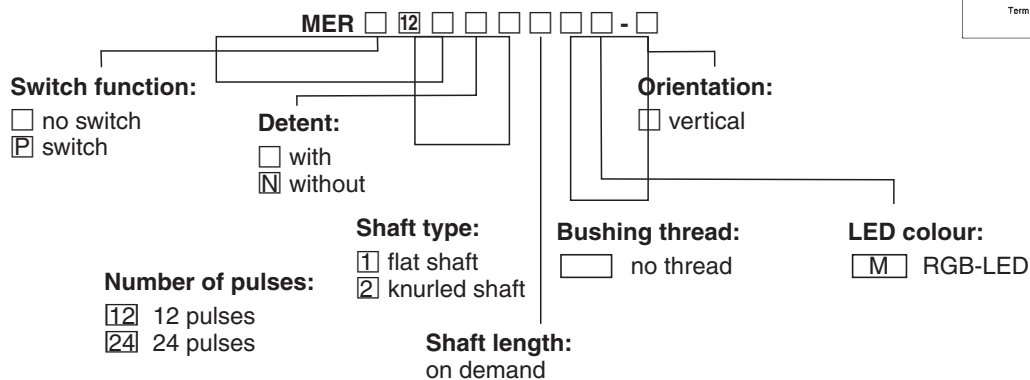 MER 12 -
Term
Switch function:
no switch
P switch
Detent:
with
N without
Orientation:
vertical
Shaft type:
1 flat shaft
2 knurled shaft
Bushing thread:
no thread
LED colour:
M RGB-LED
Number of pulses:
12 12 pulses
24 24 pulses
Shaft length:
on demand